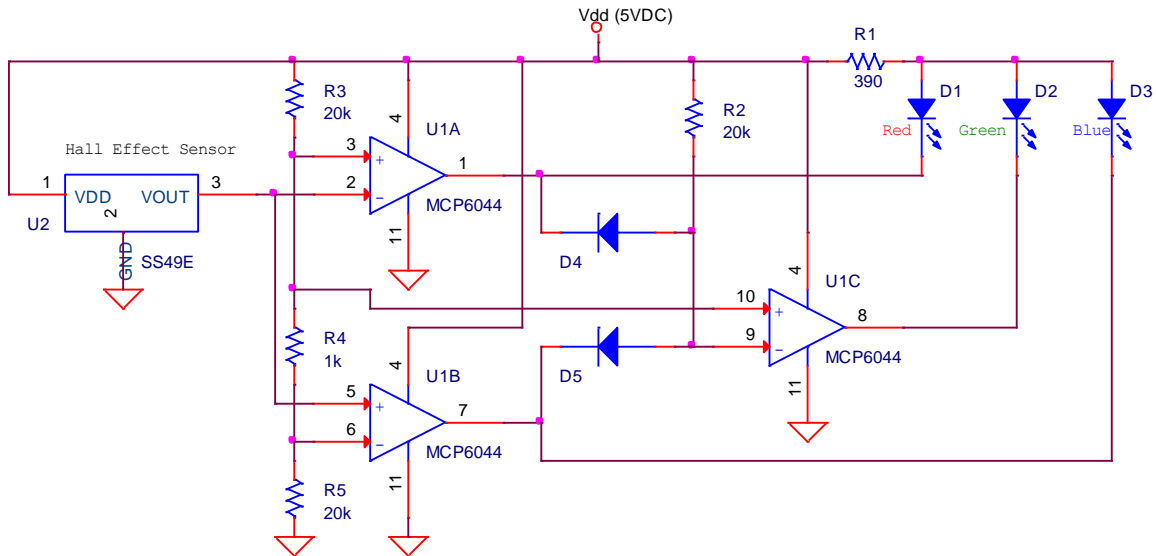 Vdd (5VDC)
R1
390
R3
20k
R2
20k
D1
D2
D3
Red
Green
Blue
4
U1A
3
+
2
-
1
MCP6044
11
Hall Effect Sensor
1
VDD
2
VOUT
3
U2
GND
SS49E
D4
4
U1C
10
+
9
-
8
MCP6044
11
R4
1k
D5
4
U1B
5
+
6
-
7
MCP6044
11
R5
20k